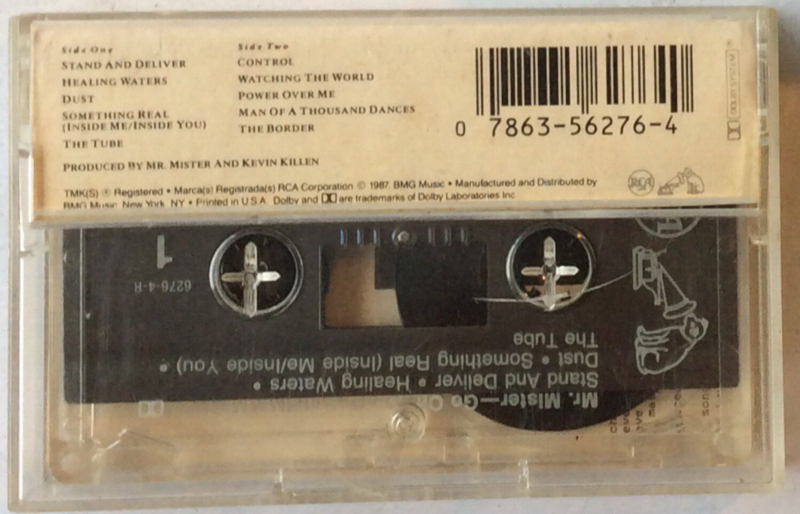 Side One
STAND AND DELIVER
HEALING WATERS
DUST
SOMETHING REAL
(INSIDE ME/INSIDE YOU)
THE TUBE
Side Two
CONTROL
WATCHING THE WORLD
POWER OVER ME
MAN OF A THOUSAND DANCES
THE BORDER
PRODUCED BY MR. MISTER AND KEVIN KILLEN
0 7863-56276-4
DOLBY SYSTEM
RCA
TMK(S) ® Registered • Marca(s) Registrada(s) RCA Corporation © 1987, BMG Music • Manufactured and Distributed by
BMG Music, New York, NY • Printed in U.S.A. Dolby and are trademarks of Dolby Laboratories Inc
Mr. Mister—Go On
Stand And Deliver • Healing Waters •
Dust • Something Real (Inside Me/Inside You) •
The Tube
6276-4-R
1